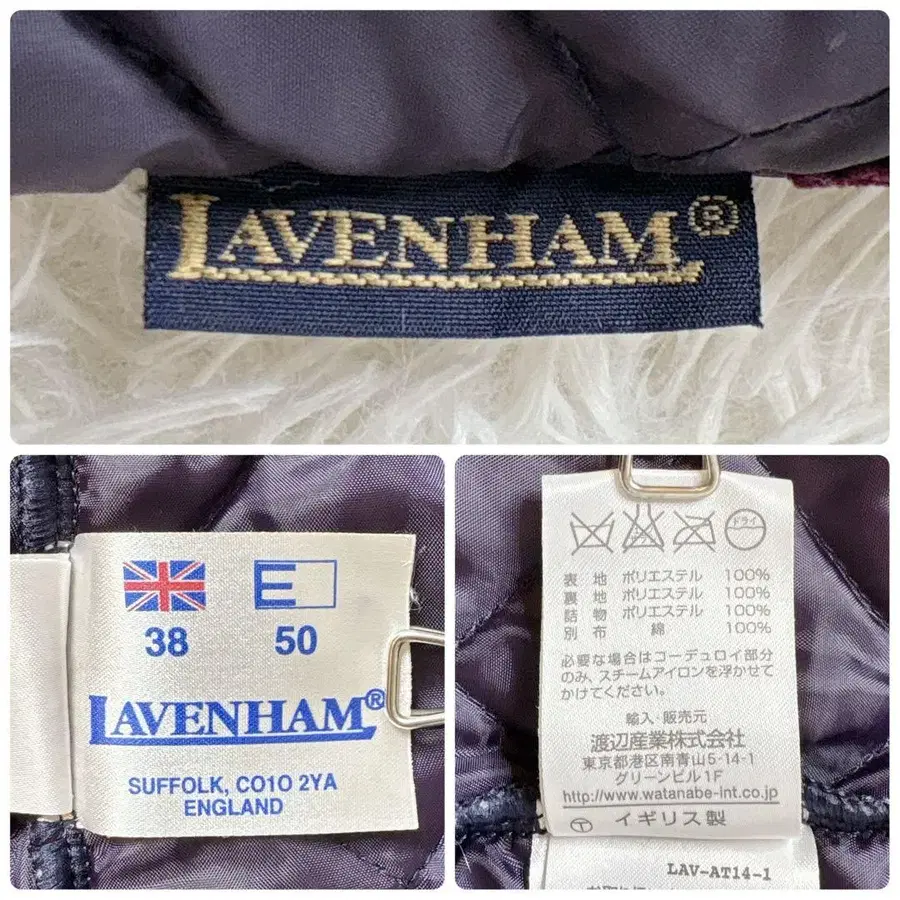 LAVENHAM®
E
38 50
LAVENHAM®
SUFFOLK, CO10 2YA
ENGLAND
ドライ
表地 ポリエステル 100%
裏地 ポリエステル 100%
詰物 ポリエステル 100%
別布 綿 100%
必要な場合はコーデュロイ部分
のみ、スチームアイロンを浮かせて
かけてください。
輸入・販売元
渡辺産業株式会社
東京都港区南青山5-14-1
グリーンビル1F
http://www.watanabe-int.co.jp
Ⓣ イギリス製
LAV-AT14-1